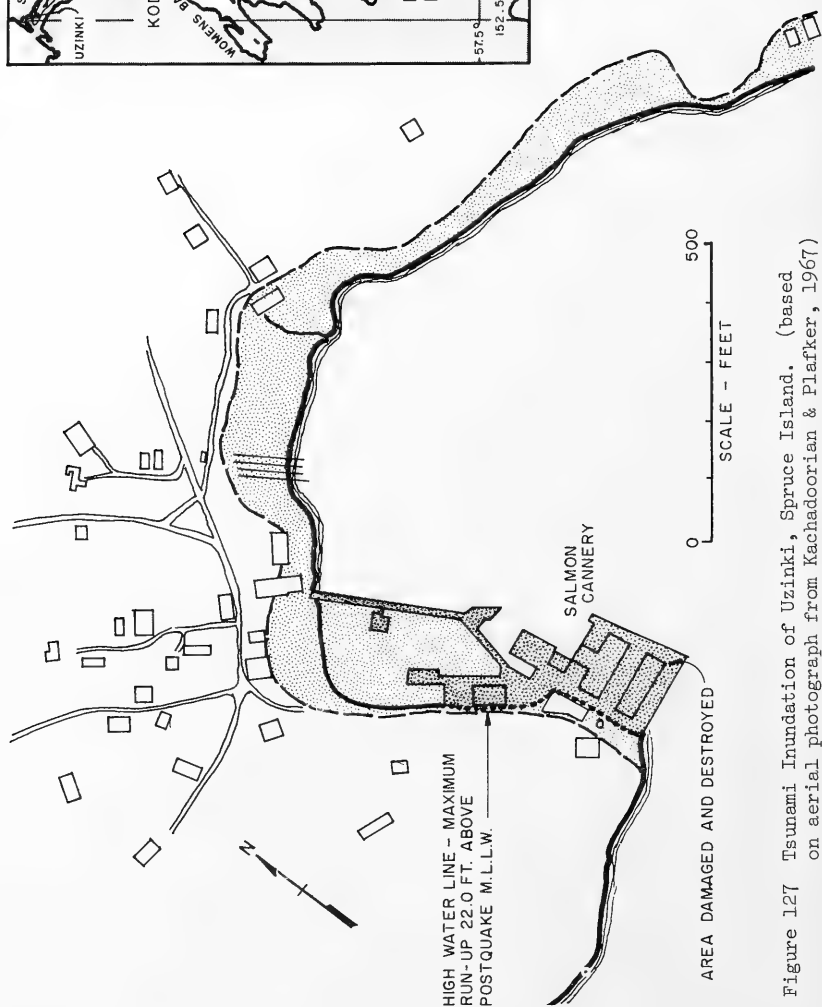 UZINKI
KOD
WOMENS BA
57.5°
152.5
N
HIGH WATER LINE - MAXIMUM
RUN-UP 22.0 FT. ABOVE
POSTQUAKE M.L.L.W.
SALMON
CANNERY
AREA DAMAGED AND DESTROYED
0
500
SCALE - FEET
Figure 127 Tsunami Inundation of Uzinki, Spruce Island. (based
on aerial photograph from Kachadoorian & Plafker, 1967)